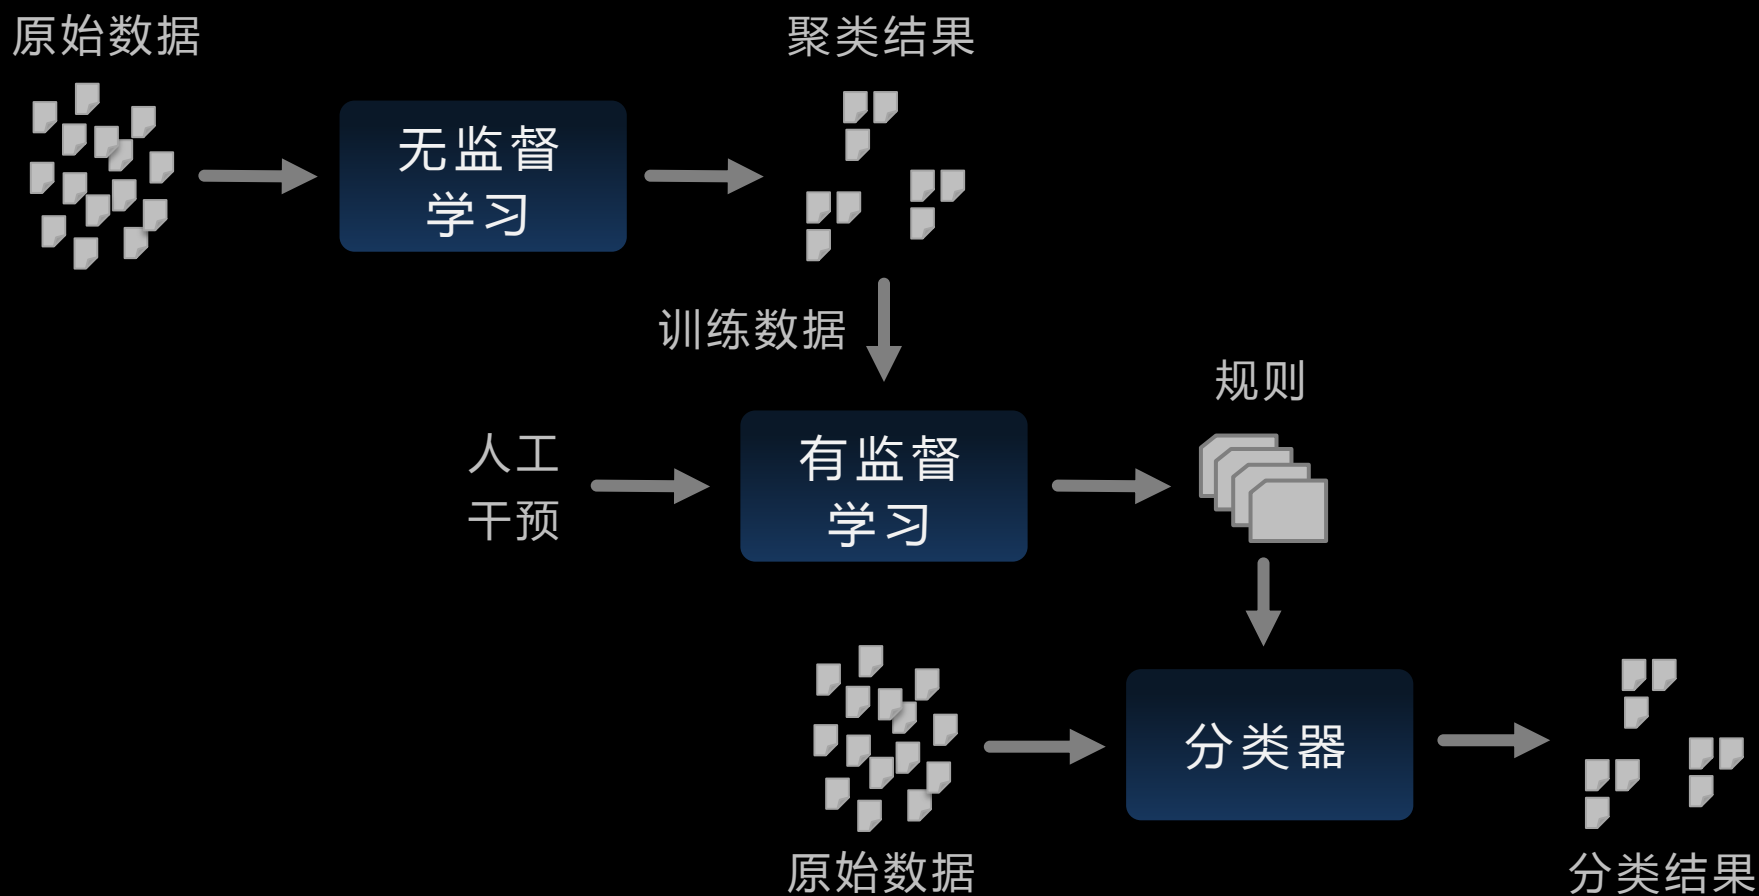 原始数据
聚类结果
无监督
学习
训练数据
规则
人工
干预
有监督
学习
分类器
原始数据
分类结果